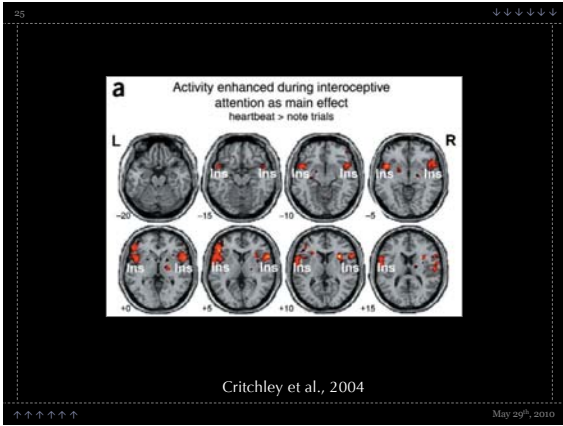 25
↓ ↓ ↓ ↓ ↓ ↓
a
Activity enhanced during interoceptive
attention as main effect
heartbeat > note trials
L
R
Ins Ins Ins Ins Ins Ins
−20 −15 −10 −5
Ins Ins Ins Ins Ins Ins Ins
+0 +5 +10 +15
Critchley et al., 2004
↑ ↑ ↑ ↑ ↑ ↑
May 29th, 2010